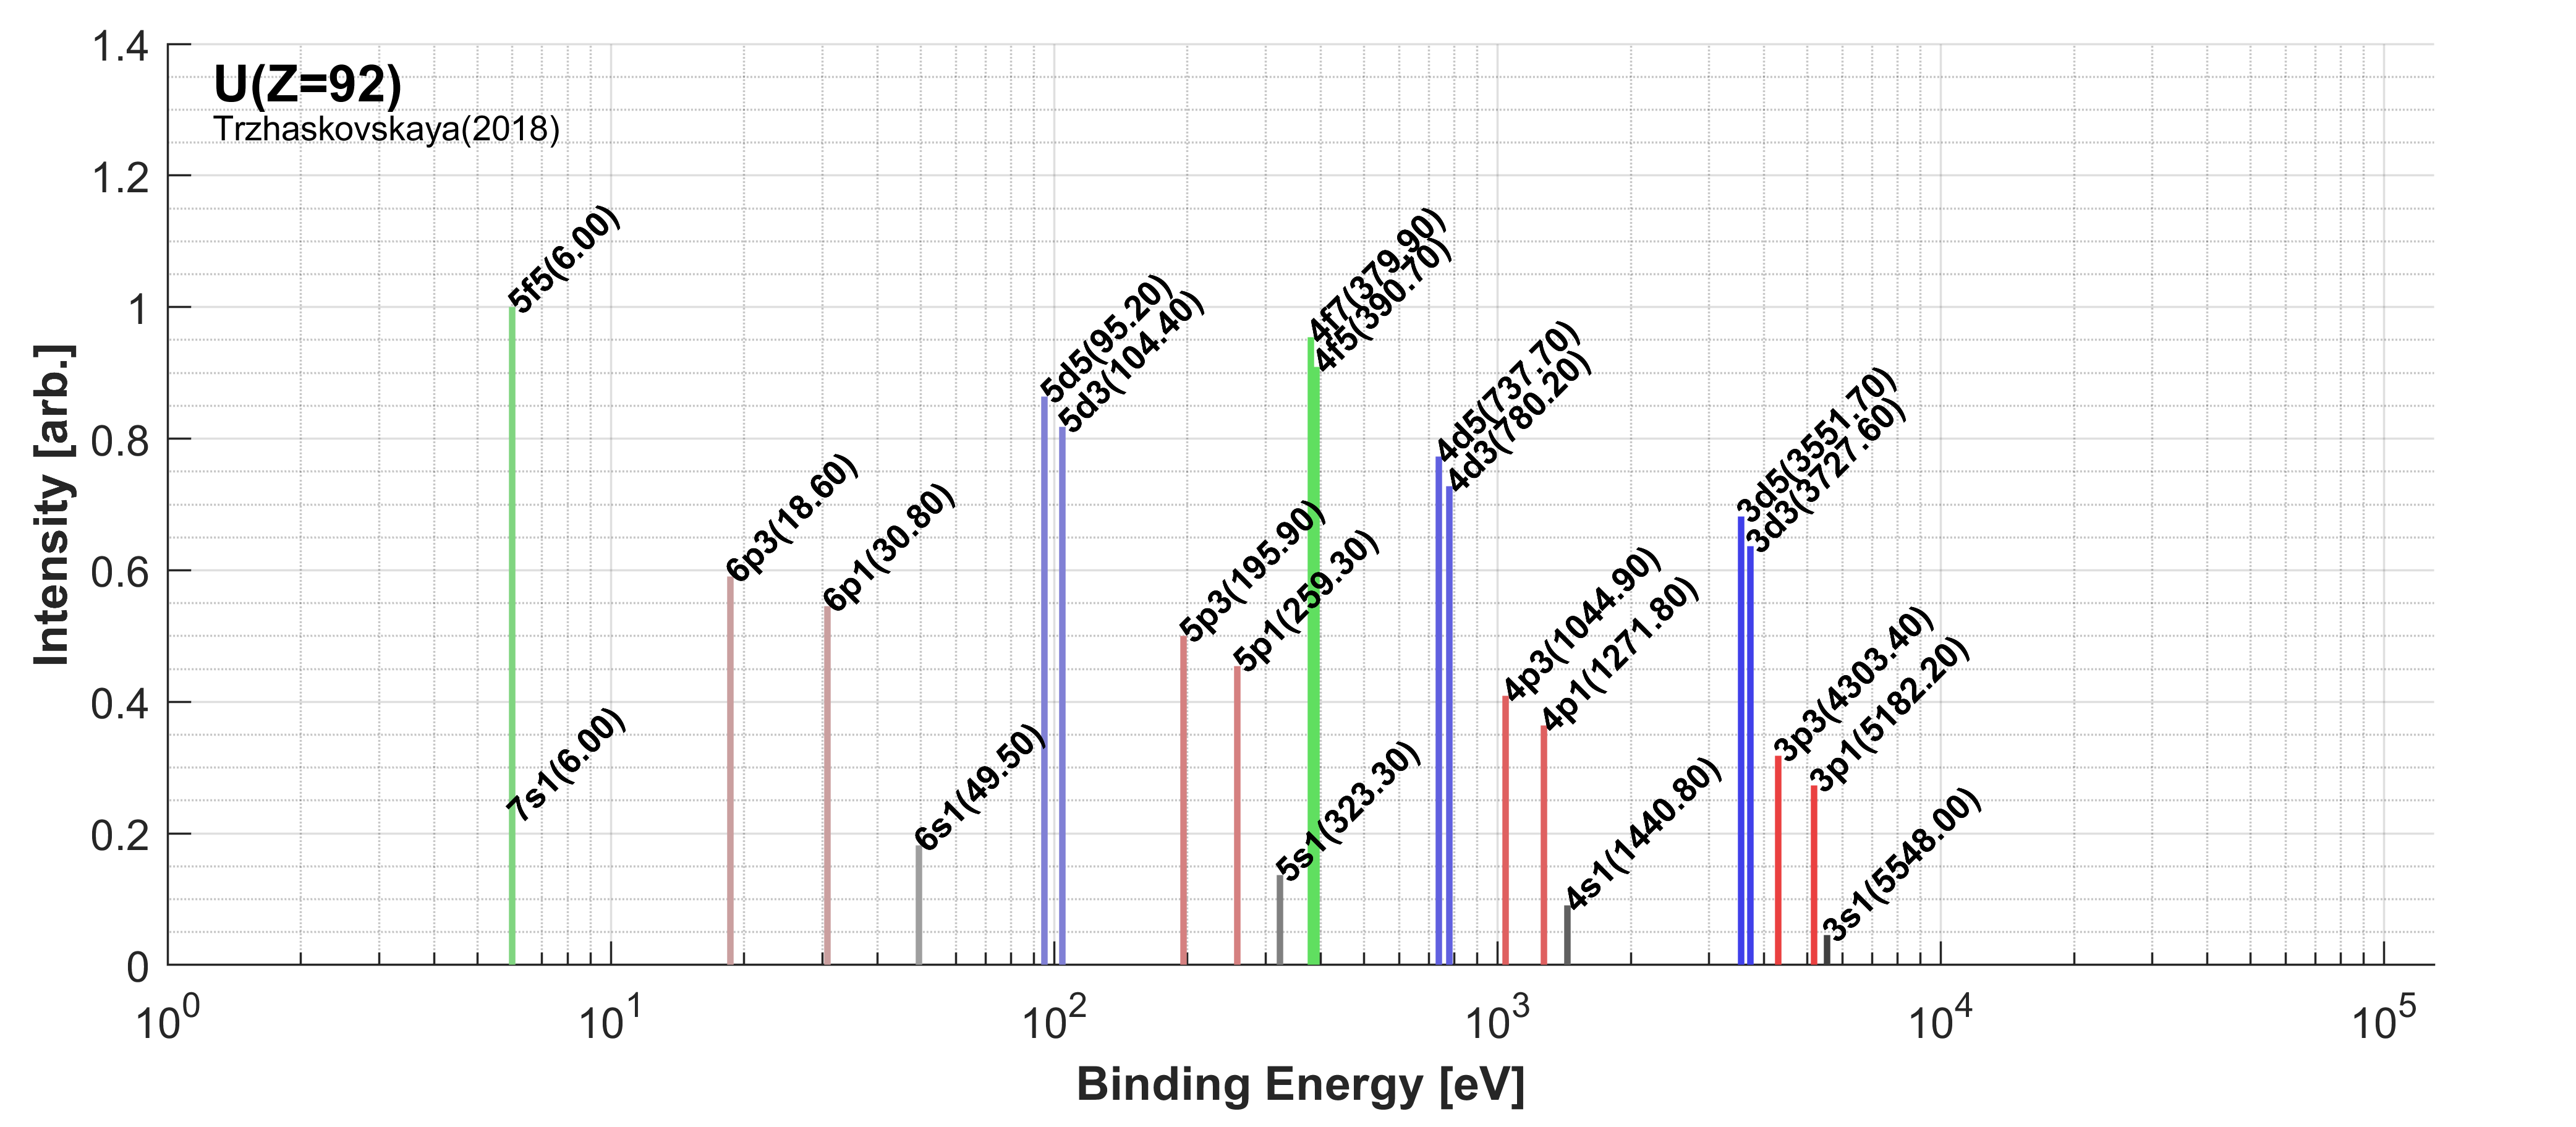 U(Z=92)
Trzhaskovskaya(2018)
Intensity [arb.]
1.4
1.2
1
0.8
0.6
0.4
0.2
0
5f5(6.00)
7s1(6.00)
6p3(18.60)
6p1(30.80)
6s1(49.50)
5d5(95.20)
5d3(104.40)
5p3(195.90)
5p1(259.30)
5s1(323.30)
4f7(379.90)
4f5(390.70)
4d5(737.70)
4d3(780.20)
4p3(1044.90)
4p1(1271.80)
4s1(1440.80)
3d5(3551.70)
3d3(3727.60)
3p3(4303.40)
3p1(5182.20)
3s1(5548.00)
10^0 10^1 10^2 10^3 10^4 10^5
Binding Energy [eV]